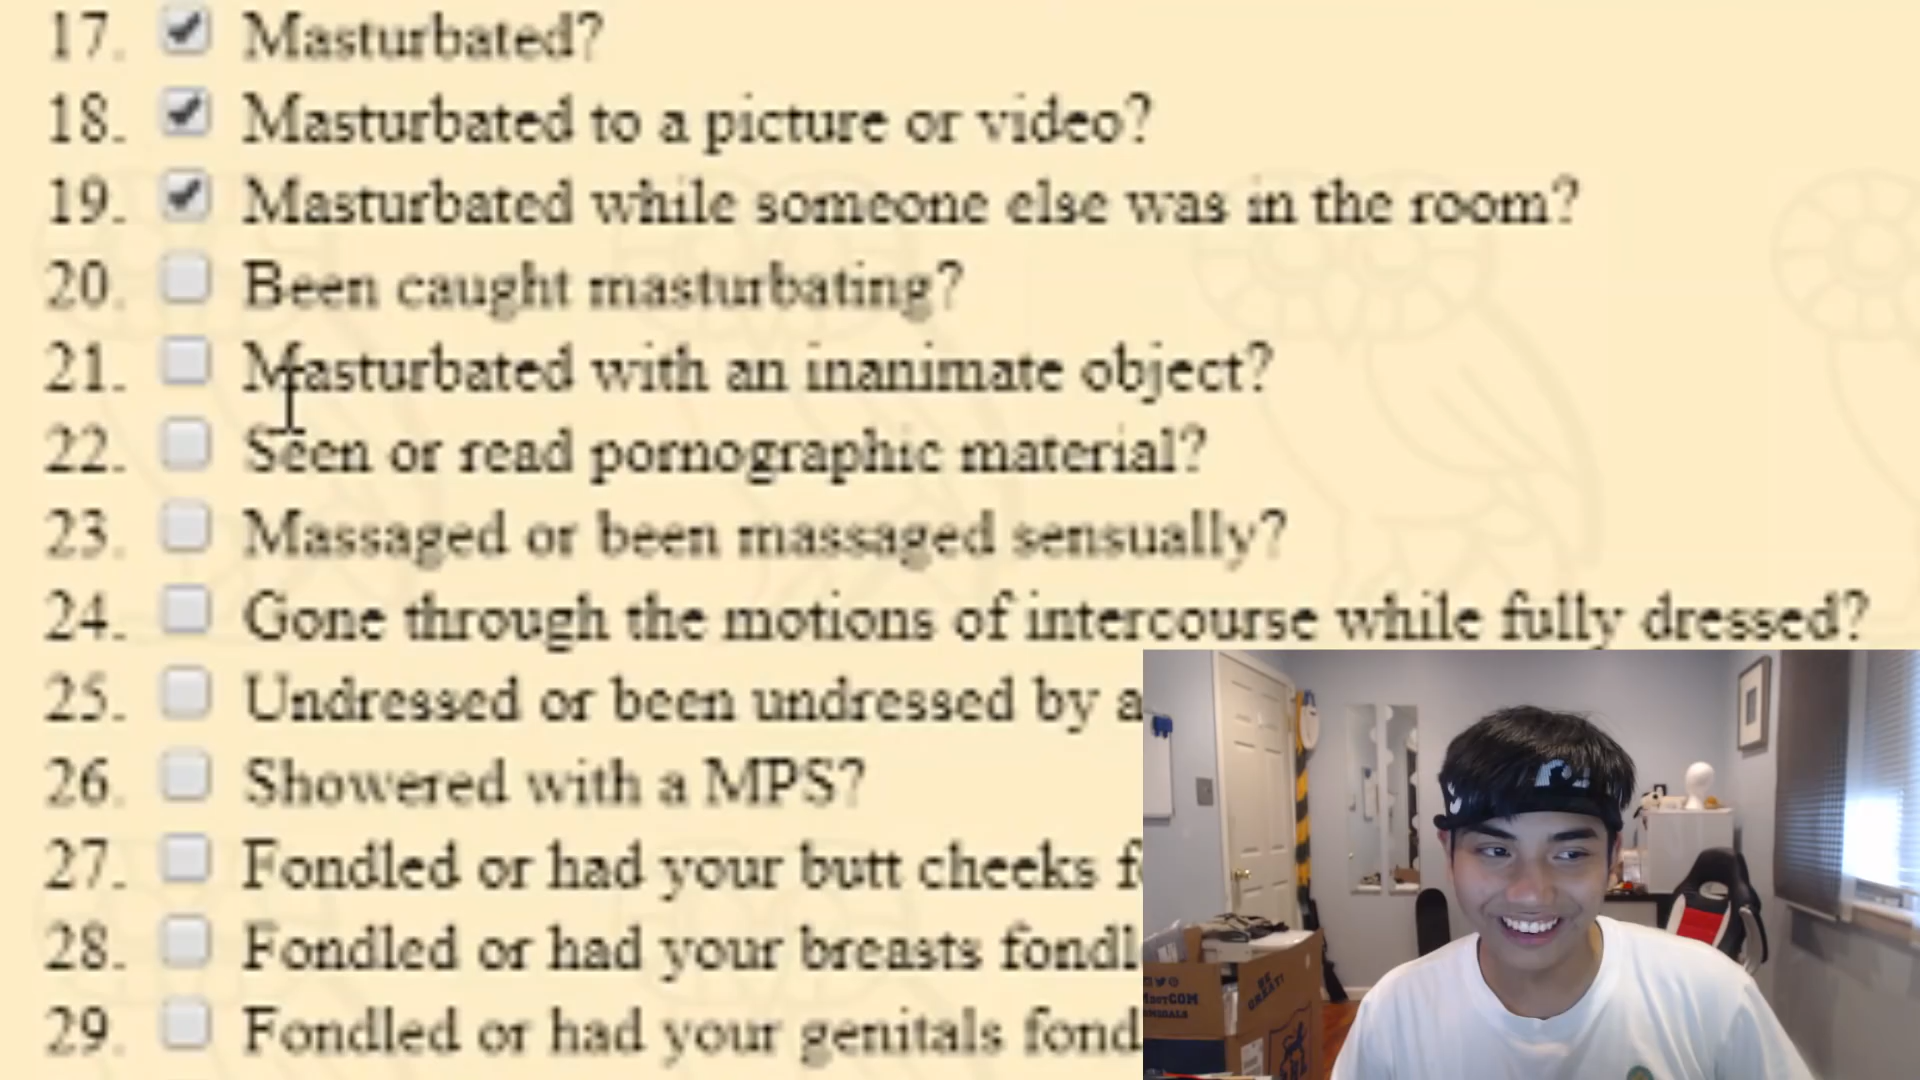 17. Masturbated?
18. Masturbated to a picture or video?
19. Masturbated while someone else was in the room?
20. Been caught masturbating?
21. Masturbated with an inanimate object?
22. Seen or read pornographic material?
23. Massaged or been massaged sensually?
24. Gone through the motions of intercourse while fully dressed?
25. Undressed or been undressed by a
26. Showered with a MPS?
27. Fondled or had your butt cheeks f
28. Fondled or had your breasts fondl
29. Fondled or had your genitals fond
BE
GREAT!